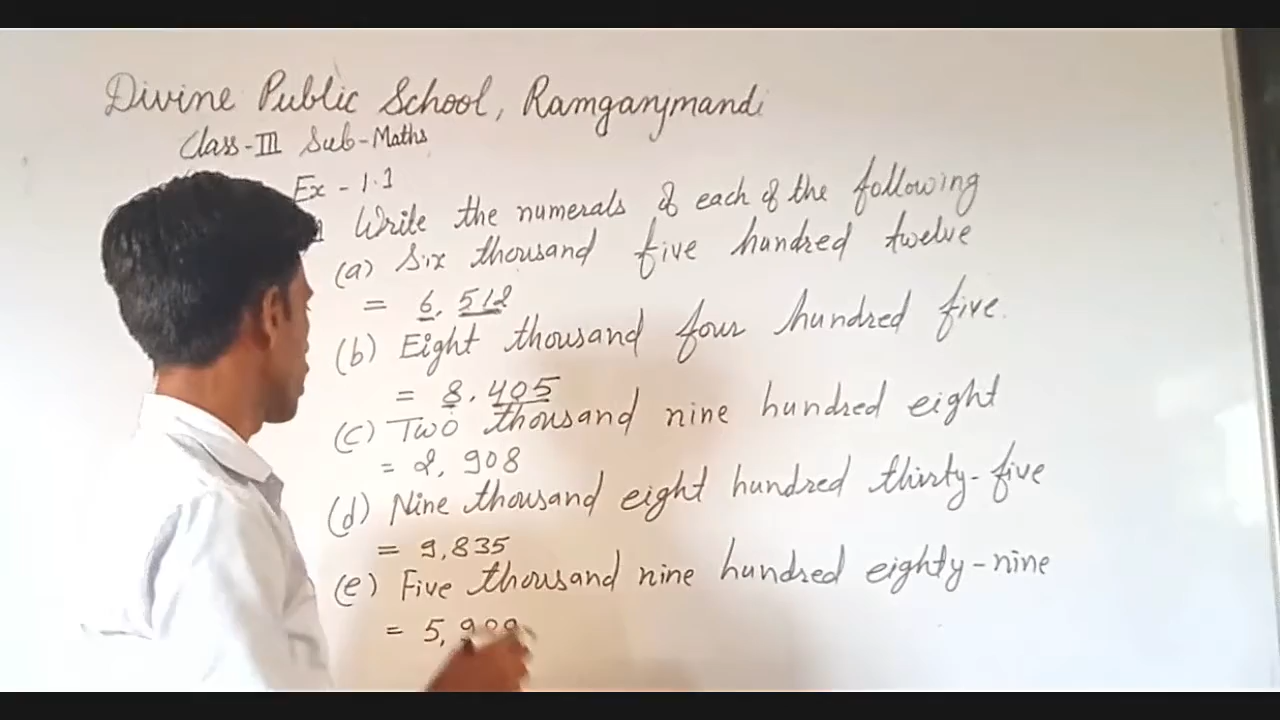 Divine Public School, Ramganjmandi
Class-III Sub-Maths
Ex - 1.1
Write the numerals of each of the following
(a) Six thousand five hundred twelve
= 6,512
(b) Eight thousand four hundred five.
= 8,405
(c) Two thousand nine hundred eight
= 2,908
(d) Nine thousand eight hundred thirty-five
= 9,835
(e) Five thousand nine hundred eighty-nine
= 5,989